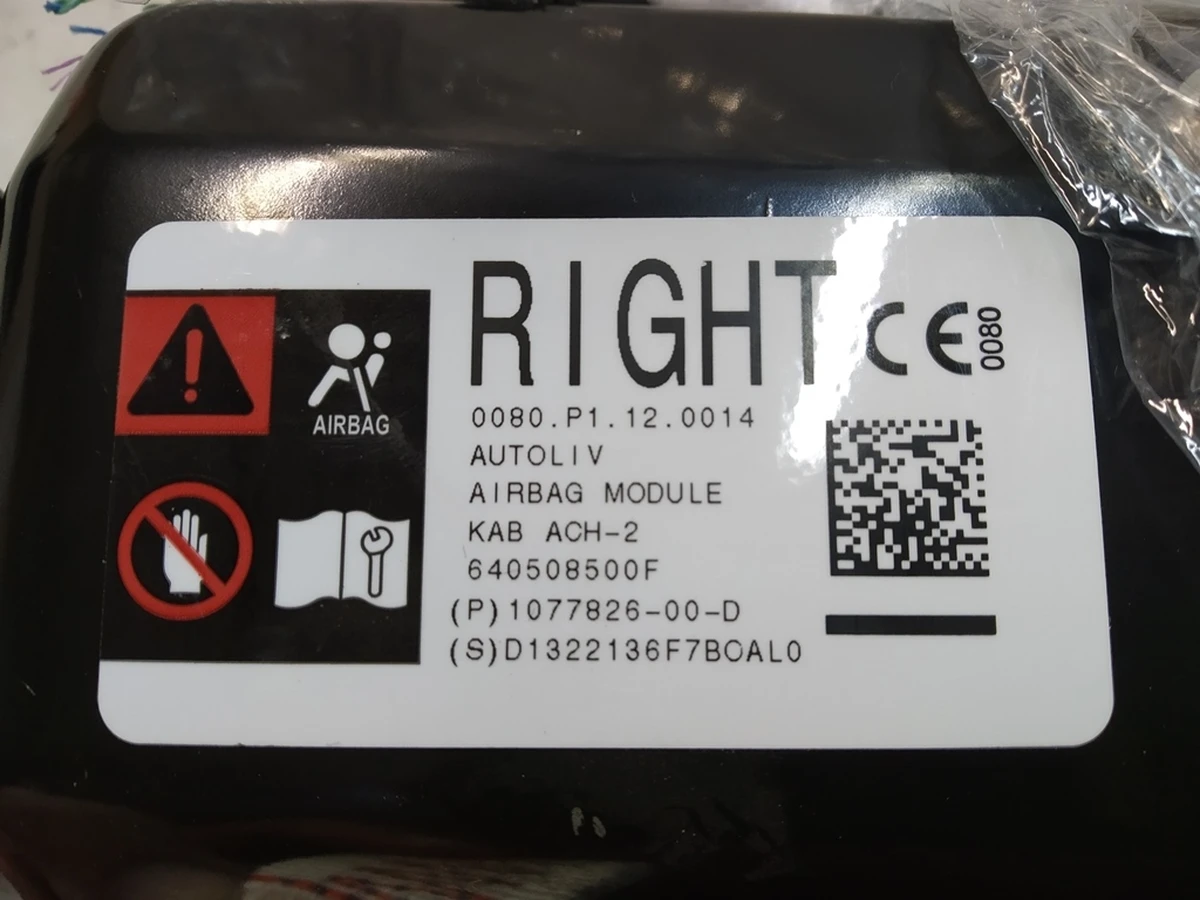 RIGHT
CE 0080
AIRBAG
0080.P1.12.0014
AUTOLIV
AIRBAG MODULE
KAB ACH-2
640508500F
(P)1077826-00-D
(S)D1322136F7BOAL0